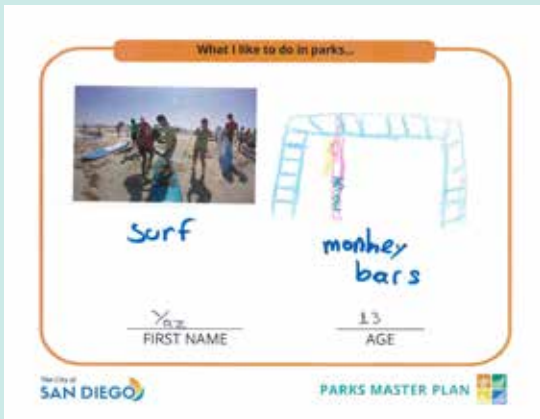 What I like to do in parks...
surf
monkey
bars
Yaz
13
FIRST NAME
AGE
The City of
SAN DIEGO
PARKS MASTER PLAN